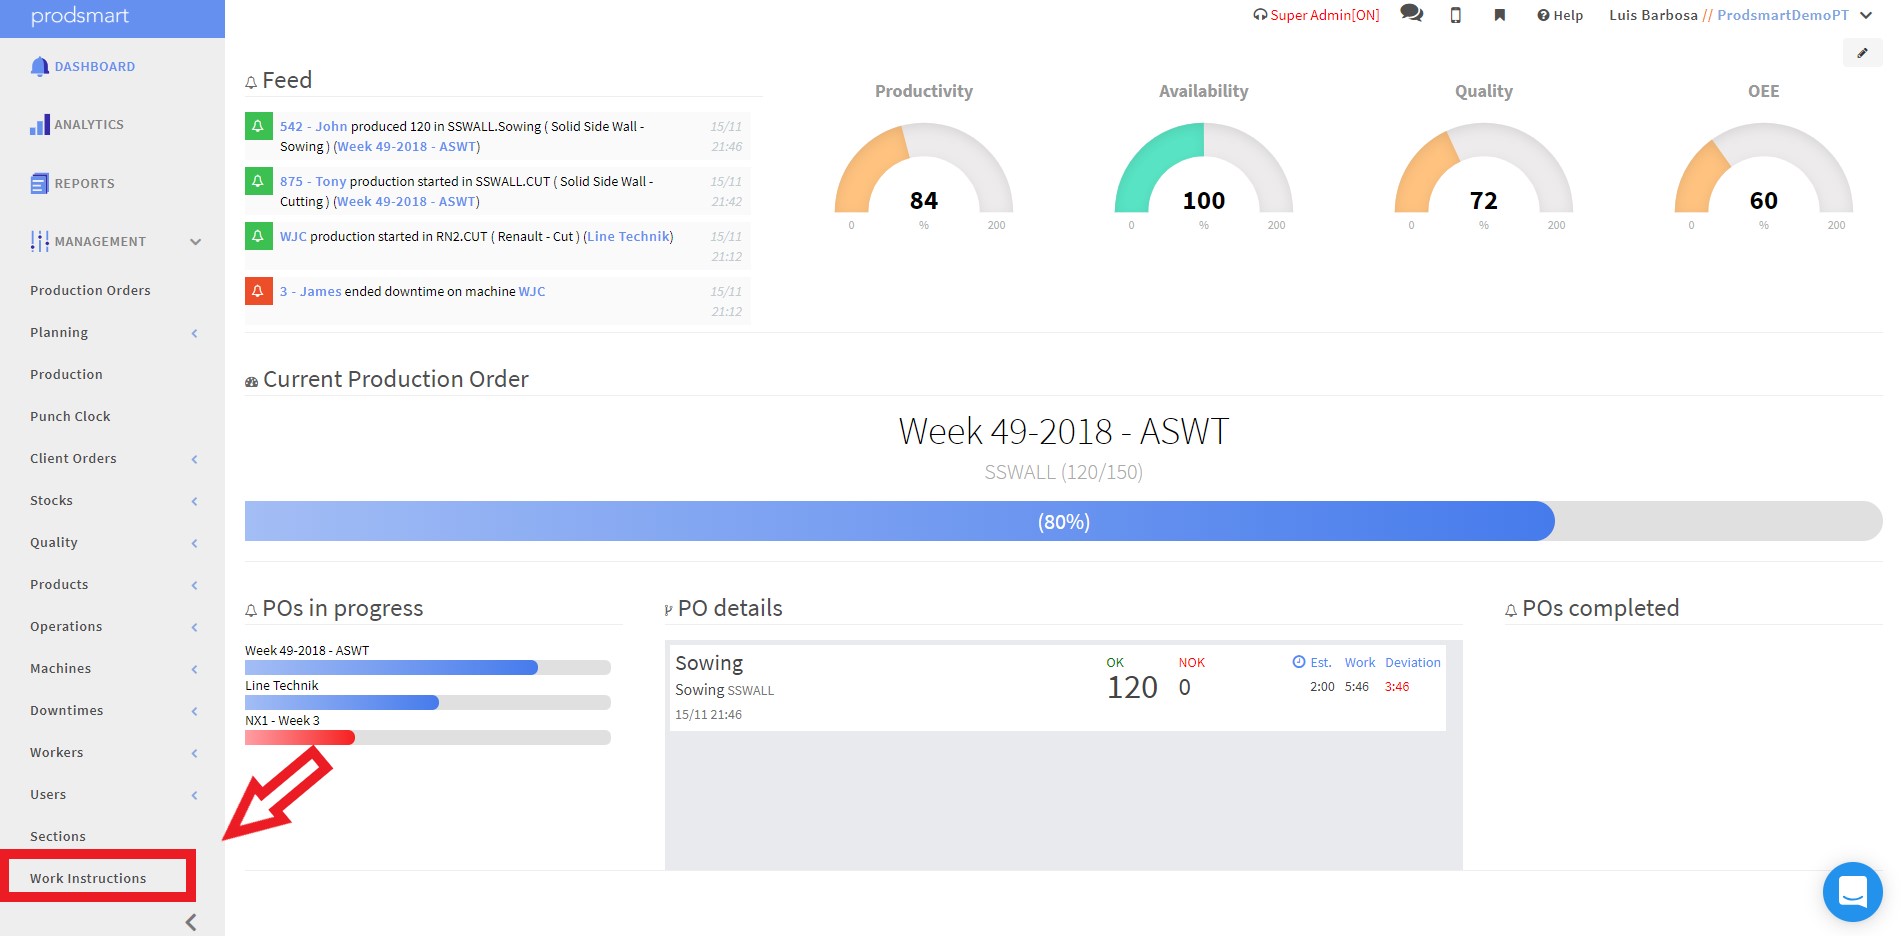 prodsmart
Super Admin[ON]
Help
Luis Barbosa // ProdsmartDemoPT
DASHBOARD
ANALYTICS
REPORTS
MANAGEMENT
Production Orders
Planning
Production
Punch Clock
Client Orders
Stocks
Quality
Products
Operations
Machines
Downtimes
Workers
Users
Sections
Work Instructions
Feed
542 - John produced 120 in SSWALL.Sowing ( Solid Side Wall -
Sowing ) (Week 49-2018 - ASWT)
15/11
21:46
875 - Tony production started in SSWALL.CUT ( Solid Side Wall -
Cutting ) (Week 49-2018 - ASWT)
15/11
21:42
WJC production started in RN2.CUT ( Renault - Cut ) (Line Technik)
15/11
21:12
3 - James ended downtime on machine WJC
15/11
21:12
Productivity
84
0 % 200
Availability
100
0 % 200
Quality
72
0 % 200
OEE
60
0 % 200
Current Production Order
Week 49-2018 - ASWT
SSWALL (120/150)
(80%)
POs in progress
Week 49-2018 - ASWT
Line Technik
NX1 - Week 3
PO details
Sowing
Sowing SSWALL
15/11 21:46
OK
120
NOK
0
Est. Work Deviation
2:00 5:46 3:46
POs completed